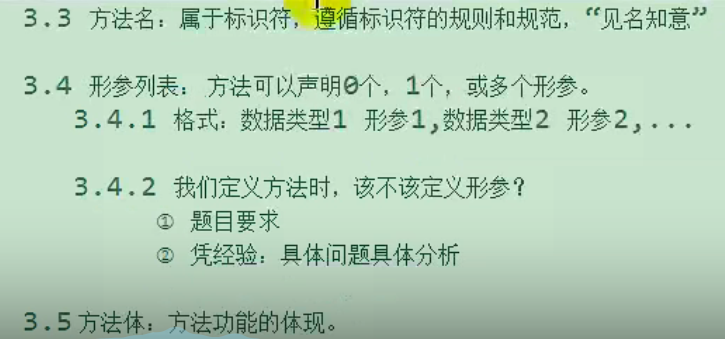 3.3 方法名：属于标识符，遵循标识符的规则和规范，“见名知意”
3.4 形参列表： 方法可以声明0个，1个，或多个形参。
3.4.1 格式：数据类型1 形参1,数据类型2 形参2,...
3.4.2 我们定义方法时，该不该定义形参？
① 题目要求
② 凭经验：具体问题具体分析
3.5 方法体：方法功能的体现。